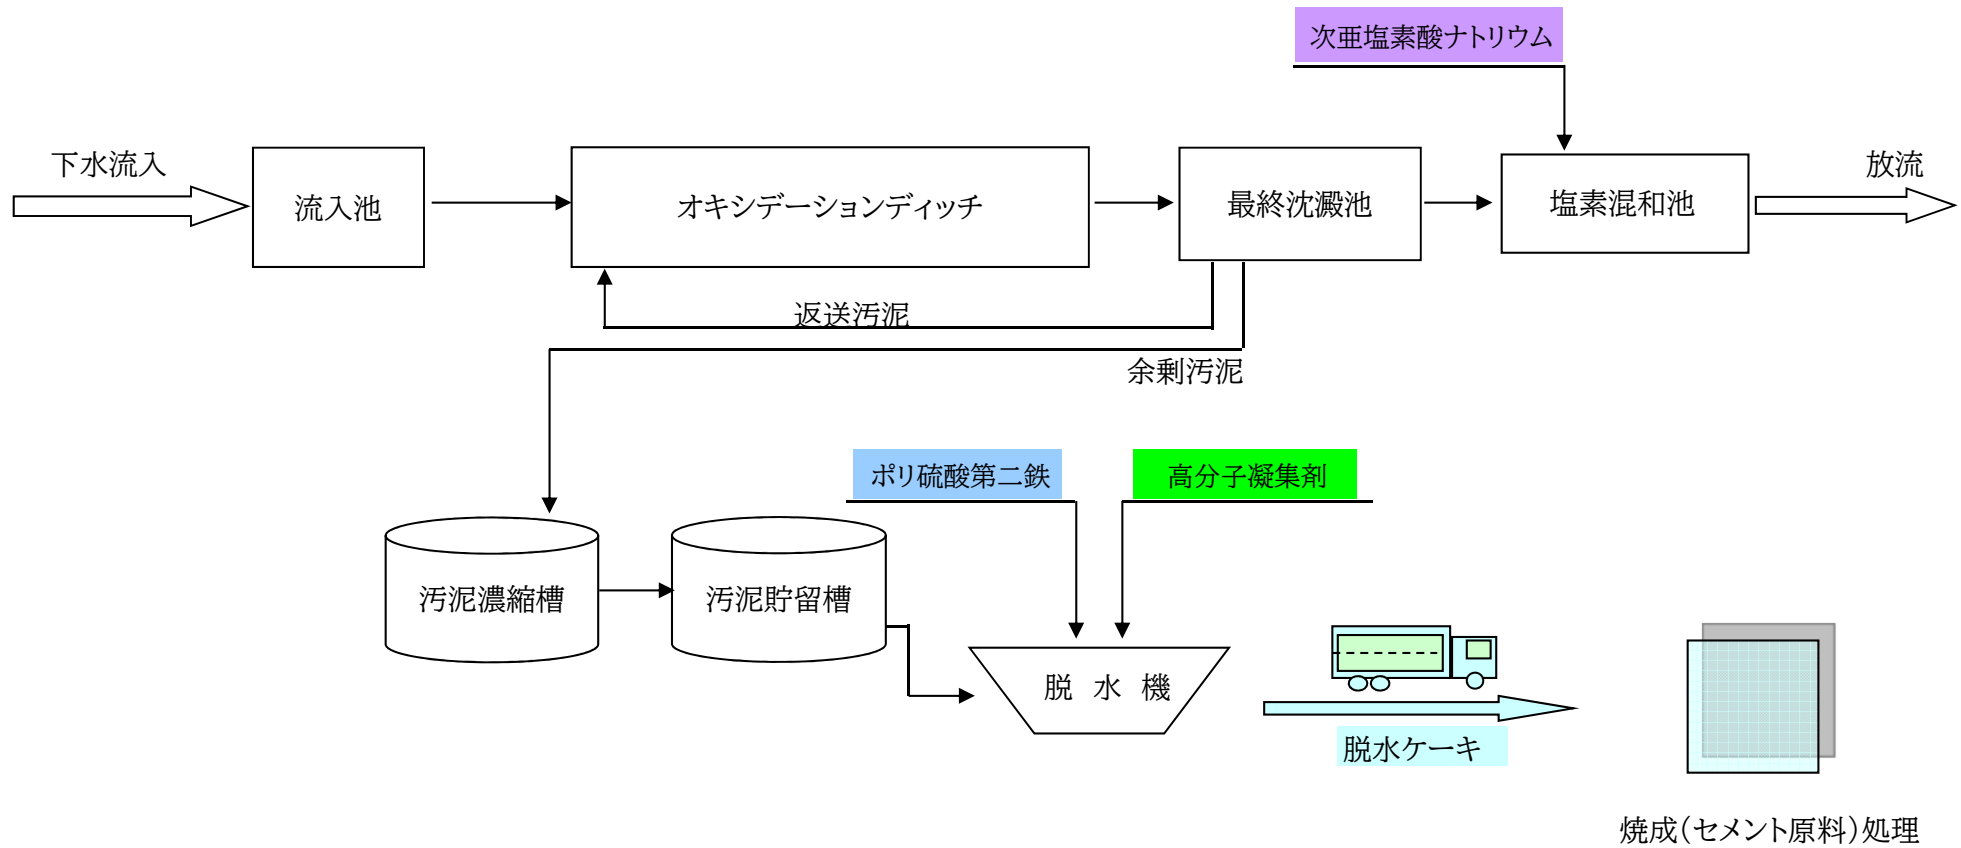 次亜塩素酸ナトリウム
下水流入
流入池
オキシデーションディッチ
最終沈澱池
塩素混和池
放流
返送汚泥
余剰汚泥
ポリ硫酸第二鉄
高分子凝集剤
汚泥濃縮槽
汚泥貯留槽
脱 水 機
脱水ケーキ
焼成(セメント原料)処理